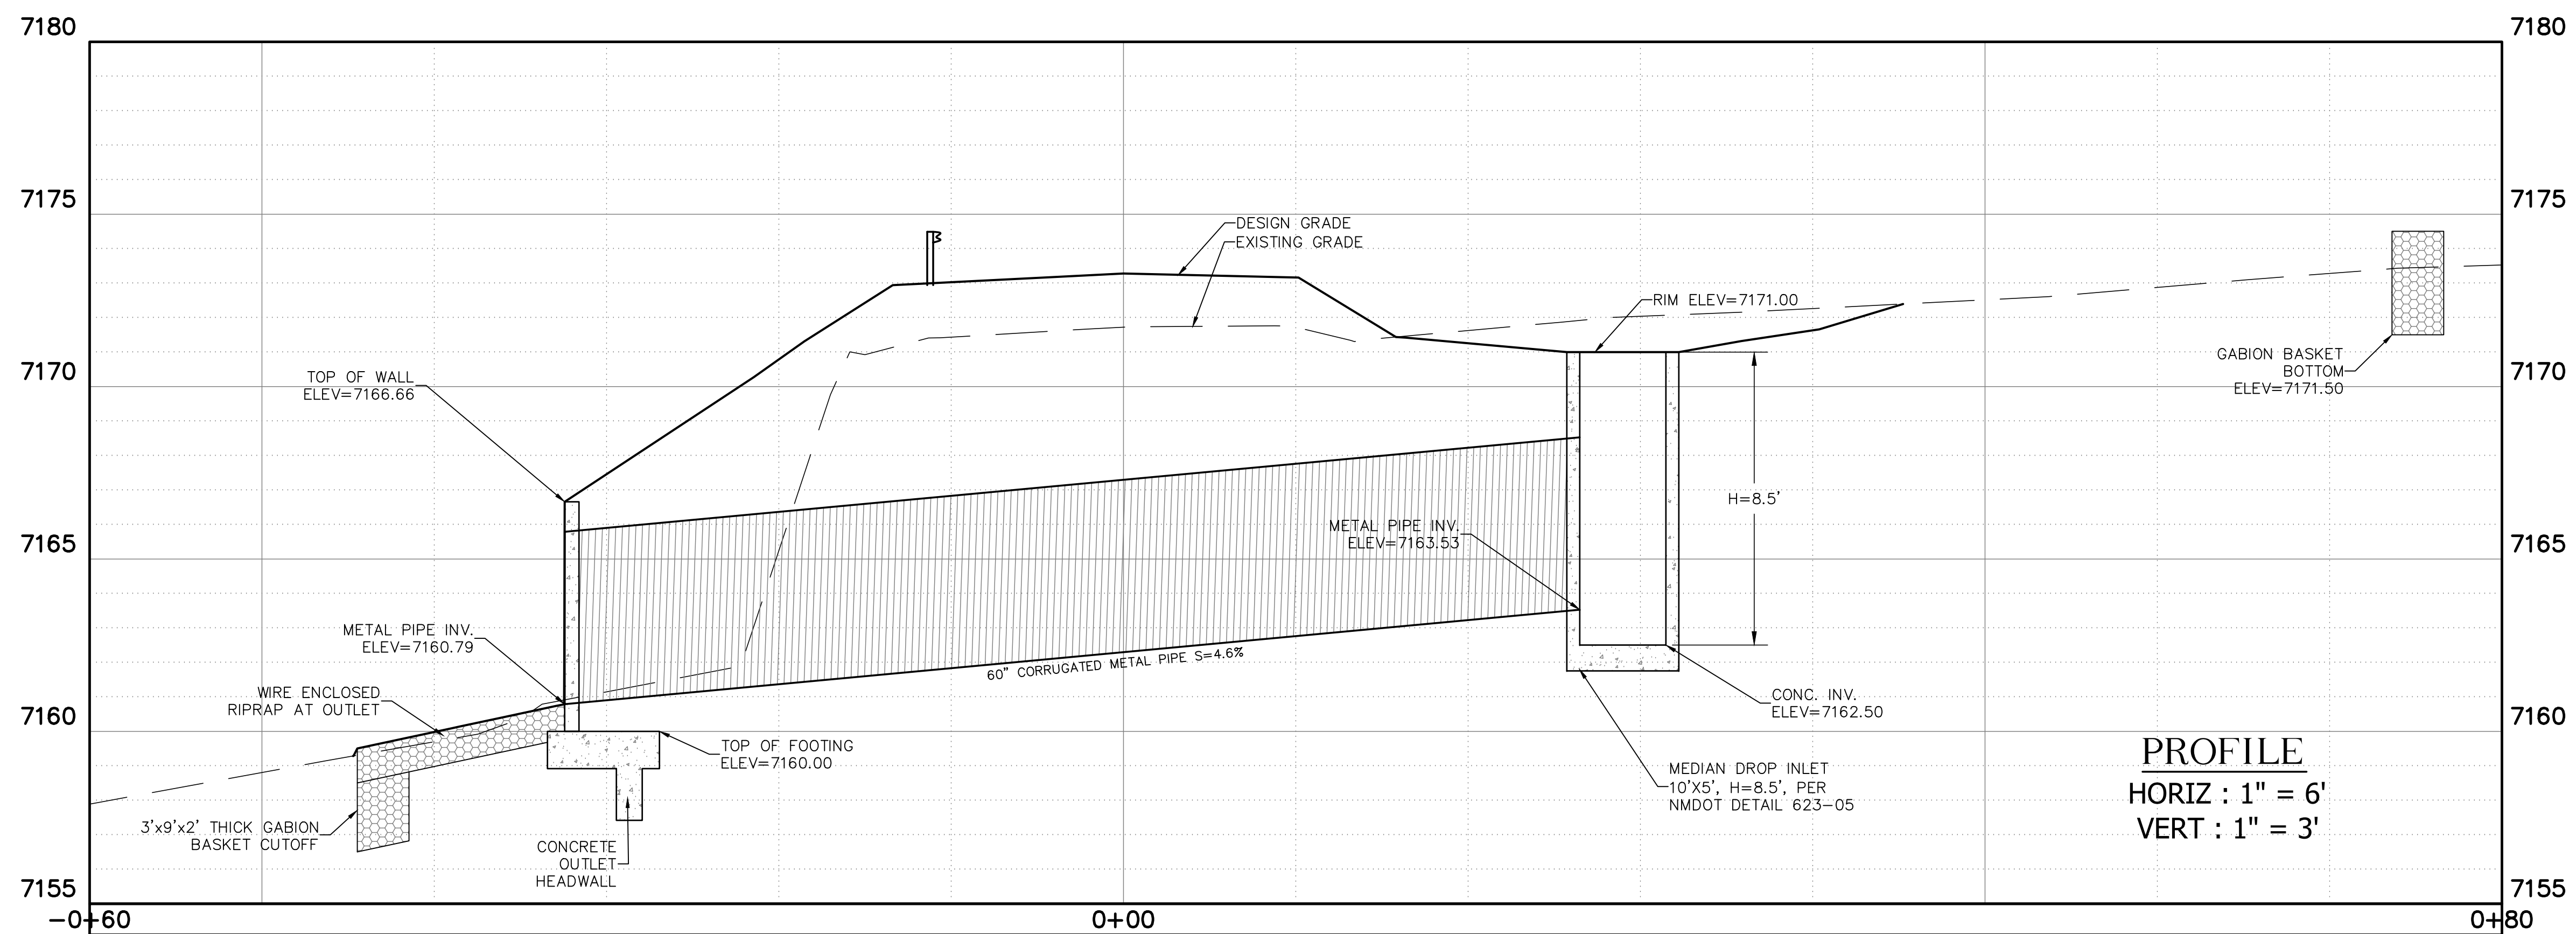 7180
7180
7175
7175
DESIGN GRADE
EXISTING GRADE
RIM ELEV=7171.00
TOP OF WALL
ELEV=7166.66
7170
7170
GABION BASKET
BOTTOM
ELEV=7171.50
H=8.5'
METAL PIPE INV.
ELEV=7163.53
7165
7165
METAL PIPE INV.
ELEV=7160.79
60" CORRUGATED METAL PIPE S=4.6%
WIRE ENCLOSED
RIPRAP AT OUTLET
CONC. INV.
ELEV=7162.50
7160
7160
TOP OF FOOTING
ELEV=7160.00
MEDIAN DROP INLET
10'X5', H=8.5', PER
NMDOT DETAIL 623-05
3'x9'x2' THICK GABION
BASKET CUTOFF
CONCRETE
OUTLET
HEADWALL
PROFILE
HORIZ : 1" = 6'
VERT : 1" = 3'
7155
7155
-0+60
0+00
0+80